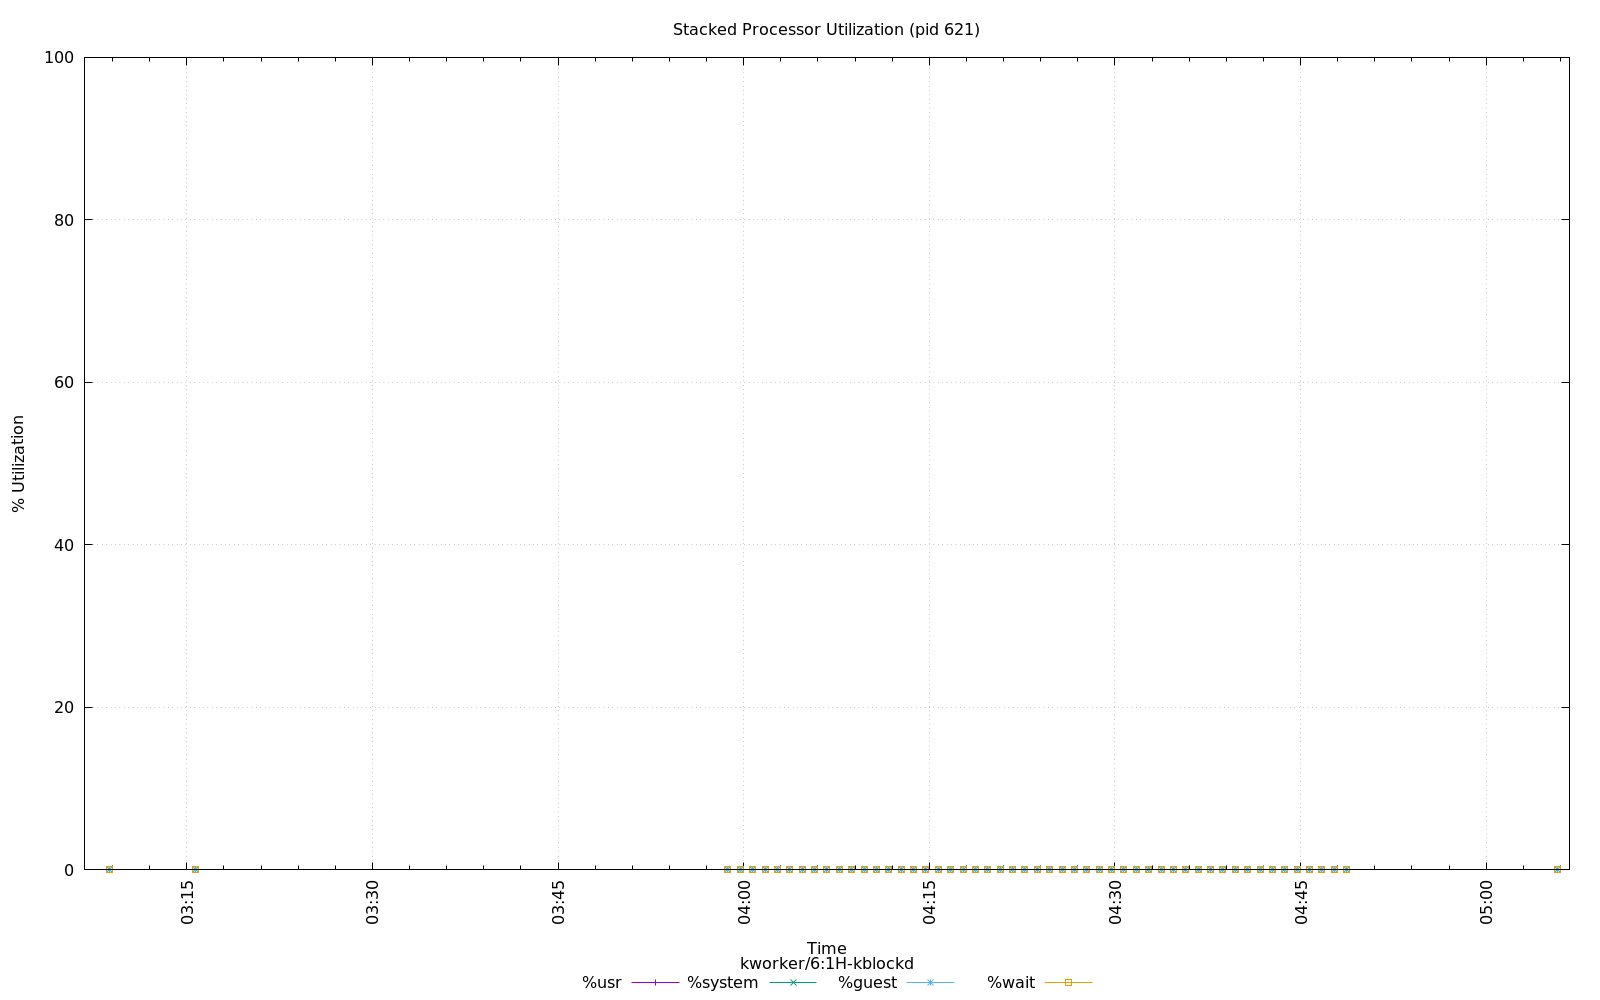 Stacked Processor Utilization (pid 621)
100
80
60
40
20
0
% Utilization
03:15 03:30 03:45 04:00 04:15 04:30 04:45 05:00
Time
kworker/6:1H-kblockd
%usr %system %guest %wait